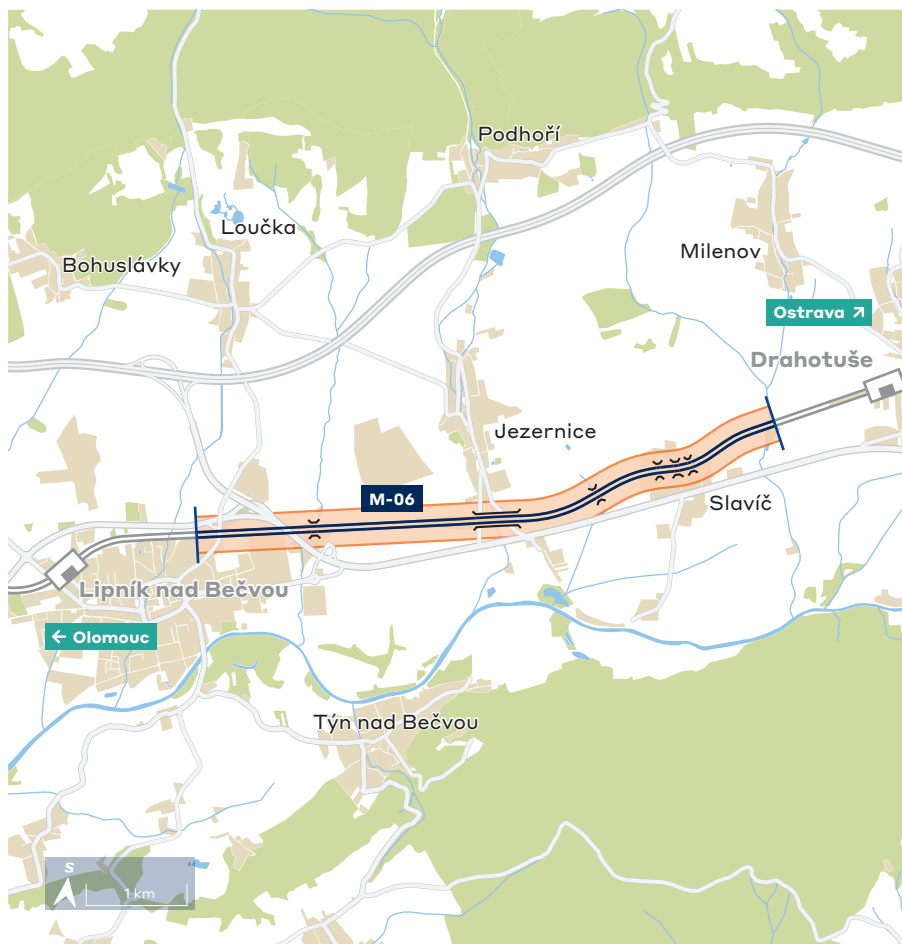 Podhoří
Loučka
Milenov
Bohuslávky
Ostrava ↗
Drahotuše
Jezernice
M-06
Slavíč
Lipník nad Bečvou
← Olomouc
Týn nad Bečvou
S
1 km